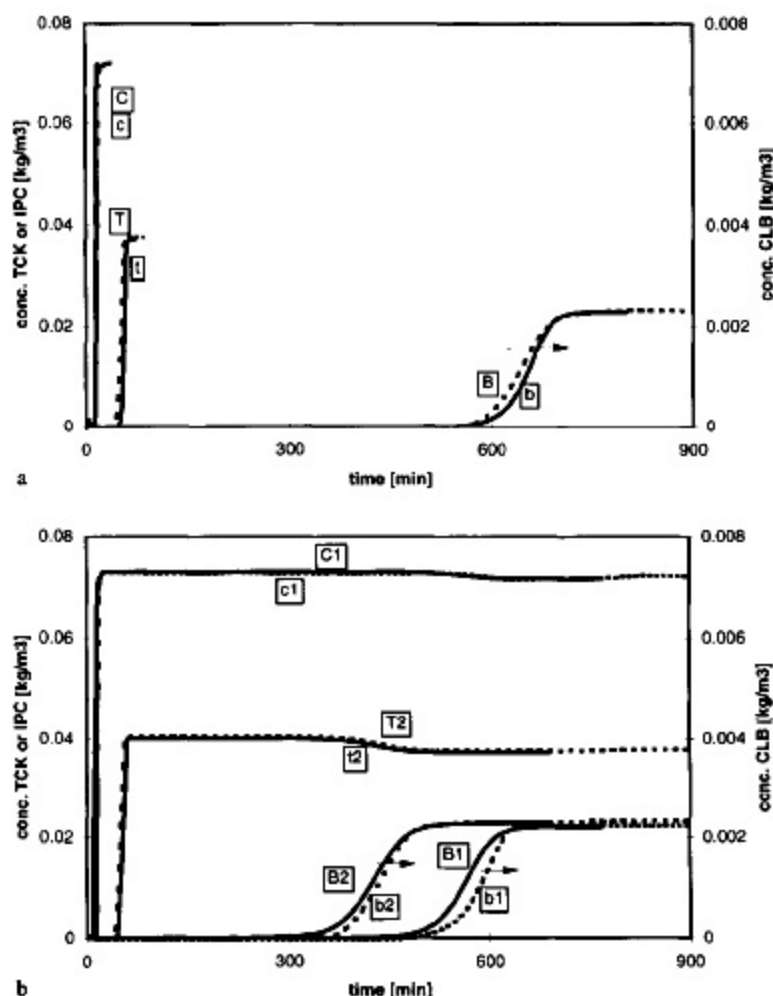 0.08
0.008
C
c
0.06
0.006
T
t
0.04
0.004
0.02
0.002
B
b
0
0
0
300
600
900
conc. TCK or IPC [kg/m3]
conc. CLB [kg/m3]
time [min]
a
0.08
0.008
C1
c1
0.06
0.006
T2
t2
0.04
0.004
0.02
0.002
B2
b2
B1
b1
0
0
0
300
600
900
conc. TCK or IPC [kg/m3]
conc. CLB [kg/m3]
time [min]
b